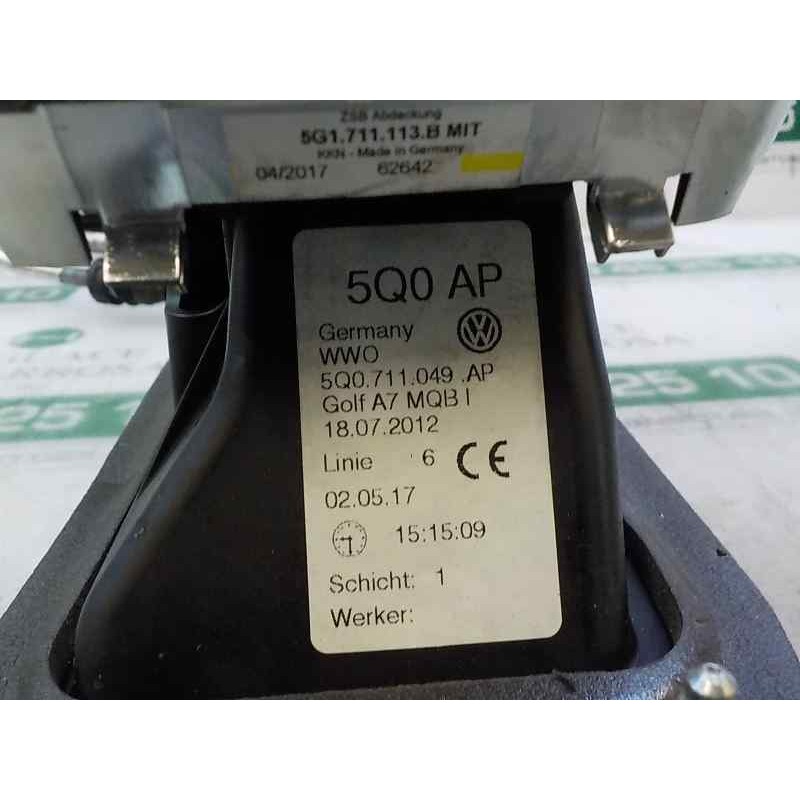 ZSB Abdeckung
5G1.711.113.B MIT
KKN - Made in Germany
04/2017 62642
5Q0 AP
Germany
WWO
5Q0.711.049 .AP
Golf A7 MQB I
18.07.2012
Linie 6 CE
02.05.17
15:15:09
Schicht: 1
Werker:
25 10